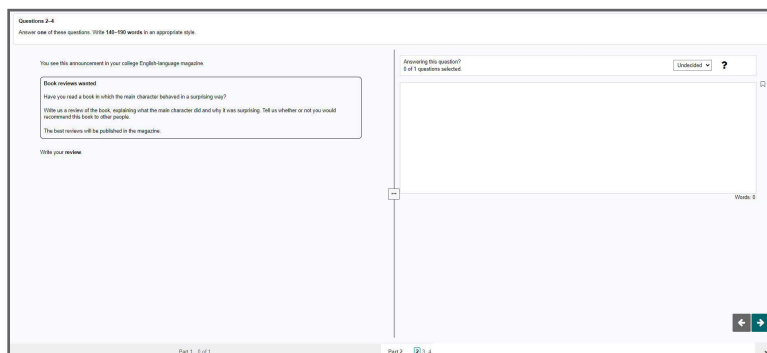 Questions 2–4
Answer one of these questions. Write 140–190 words in an appropriate style.
You see this announcement in your college English-language magazine.
Book reviews wanted
Have you read a book in which the main character behaved in a surprising way?
Write us a review of the book, explaining what the main character did and why it was surprising. Tell us whether or not you would
recommend this book to other people.
The best reviews will be published in the magazine.
Write your review.
Answering this question?
0 of 1 questions selected.
Undecided
?
Words: 0
Part 1 0 of 1
Part 2 2 3 4